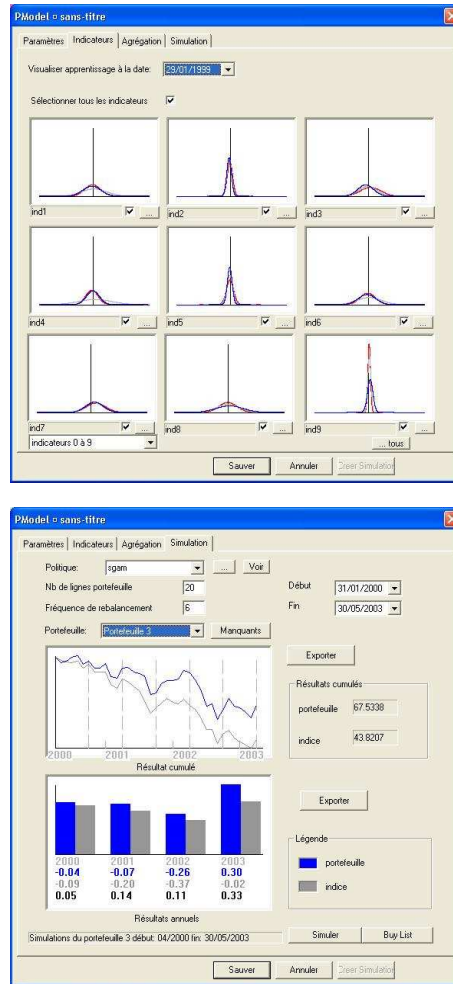 PModel ¤ sans-titre
Paramètres Indicateurs Agrégation Simulation
Visualiser apprentissage à la date: 29/01/1999
Sélectionner tous les indicateurs
ind1 ... ind2 ... ind3 ...
ind4 ... ind5 ... ind6 ...
ind7 ... ind8 ... ind9 ...
indicateurs 0 à 9 ... tous
Sauver Annuler Creer Simulation
PModel ¤ sans-titre
Paramètres Indicateurs Agrégation Simulation
Politique: sgam ... Voir
Nb de lignes portefeuille 20 Début 31/01/2000
Fréquence de rebalancement 6 Fin 30/05/2003
Portefeuille: Portefeuille 3 Manquants
Exporter
Résultats cumulés
portefeuille 67.5338
indice 43.8207
2000 2001 2002 2003
Résultat cumulé
Exporter
Légende
portefeuille
indice
2000 2001 2002 2003
-0.04 -0.07 -0.26 0.30
-0.09 -0.20 -0.37 -0.02
0.05 0.14 0.11 0.33
Résultats annuels
Simulations du portefeuille 3 début: 04/2000 fin: 30/05/2003 Simuler Buy List
Sauver Annuler Creer Simulation